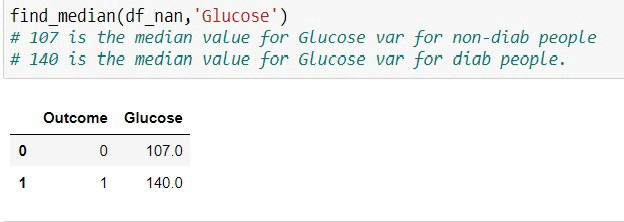 find_median(df_nan,'Glucose')
# 107 is the median value for Glucose var for non-diab people
# 140 is the median value for Glucose var for diab people.
Outcome Glucose
0 0 107.0
1 1 140.0